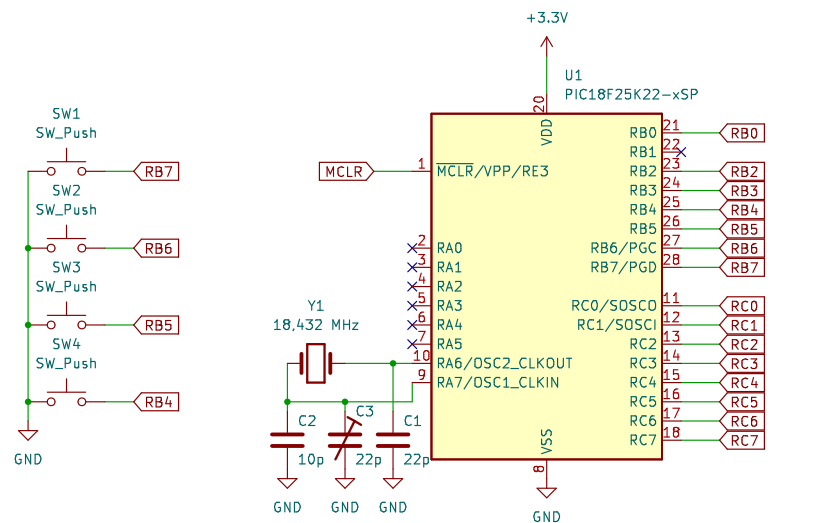 +3.3V
U1
PIC18F25K22-xSP
SW1
SW_Push
RB7
SW2
SW_Push
RB6
SW3
SW_Push
RB5
SW4
SW_Push
RB4
GND
MCLR
1
MCLR/VPP/RE3
2
RA0
3
RA1
4
RA2
5
RA3
6
RA4
7
RA5
10
RA6/OSC2_CLKOUT
9
RA7/OSC1_CLKIN
Y1
18,432 MHz
C2
10p
GND
C3
22p
GND
C1
22p
GND
20
VDD
VSS
8
GND
RB0
21
RB0
RB1
22
RB2
23
RB2
RB3
24
RB3
RB4
25
RB4
RB5
26
RB5
RB6/PGC
27
RB6
RB7/PGD
28
RB7
RC0/SOSCO
11
RC0
RC1/SOSCI
12
RC1
RC2
13
RC2
RC3
14
RC3
RC4
15
RC4
RC5
16
RC5
RC6
17
RC6
RC7
18
RC7